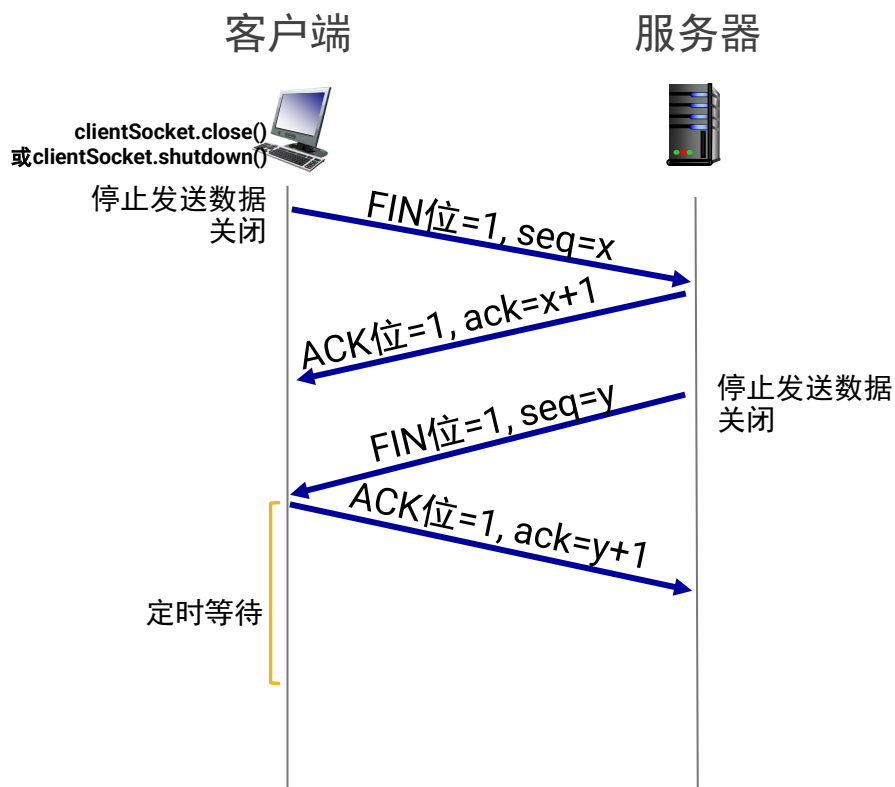 客户端
服务器
clientSocket.close()
或clientSocket.shutdown()
停止发送数据
关闭
FIN位=1, seq=x
ACK位=1, ack=x+1
停止发送数据
关闭
FIN位=1, seq=y
ACK位=1, ack=y+1
定时等待